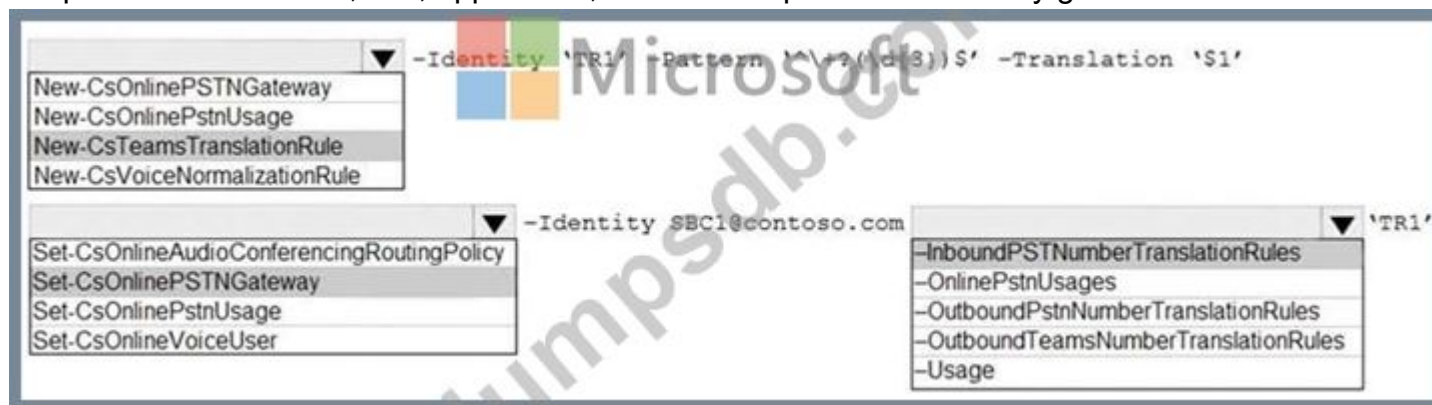 -Identity 'TR1' -Pattern '^\+?(\d{3})$' -Translation '$1'
New-CsOnlinePSTNGateway
New-CsOnlinePstnUsage
New-CsTeamsTranslationRule
New-CsVoiceNormalizationRule
Microsoft
-Identity SBC1@contoso.com 'TR1'
Set-CsOnlineAudioConferencingRoutingPolicy
Set-CsOnlinePSTNGateway
Set-CsOnlinePstnUsage
Set-CsOnlineVoiceUser
-InboundPSTNumberTranslationRules
-OnlinePstnUsages
-OutboundPstnNumberTranslationRules
-OutboundTeamsNumberTranslationRules
-Usage